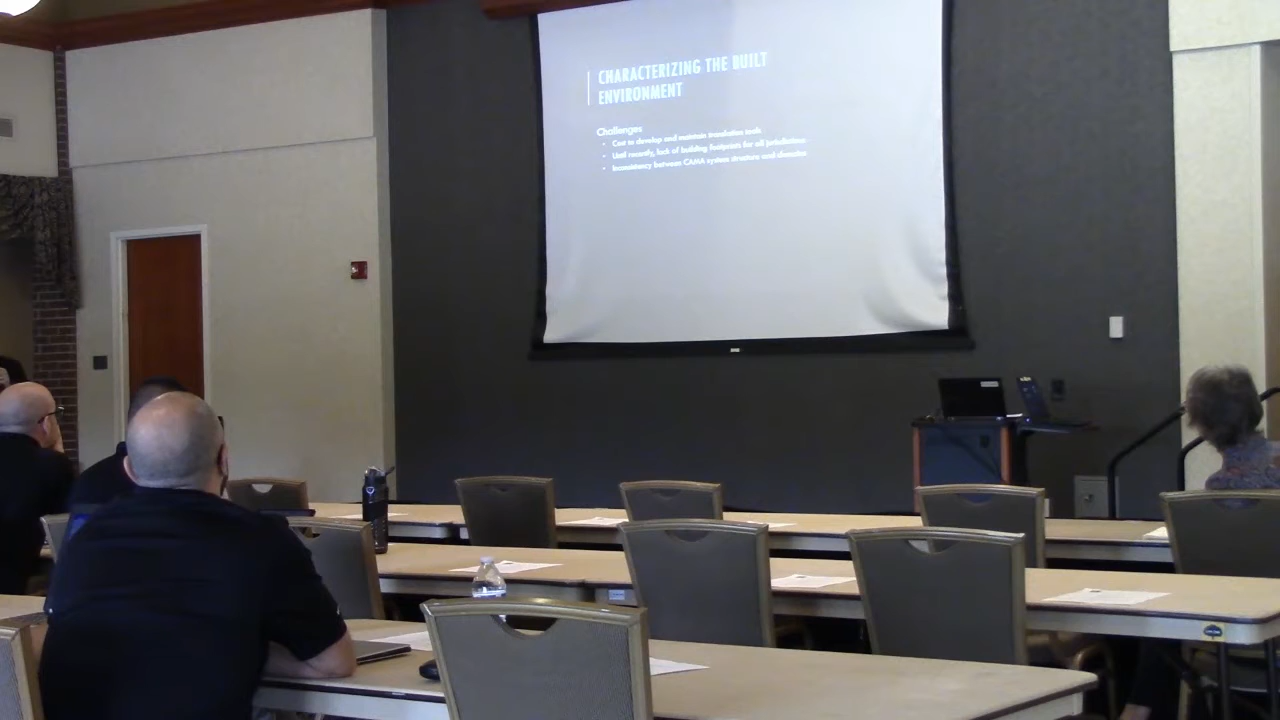 CHARACTERIZING THE BUILT
ENVIRONMENT
Challenges
• Cost to develop and maintain translation tools
• Until recently, lack of building footprints for all jurisdictions
• Inconsistency between CAMA system structure and domains